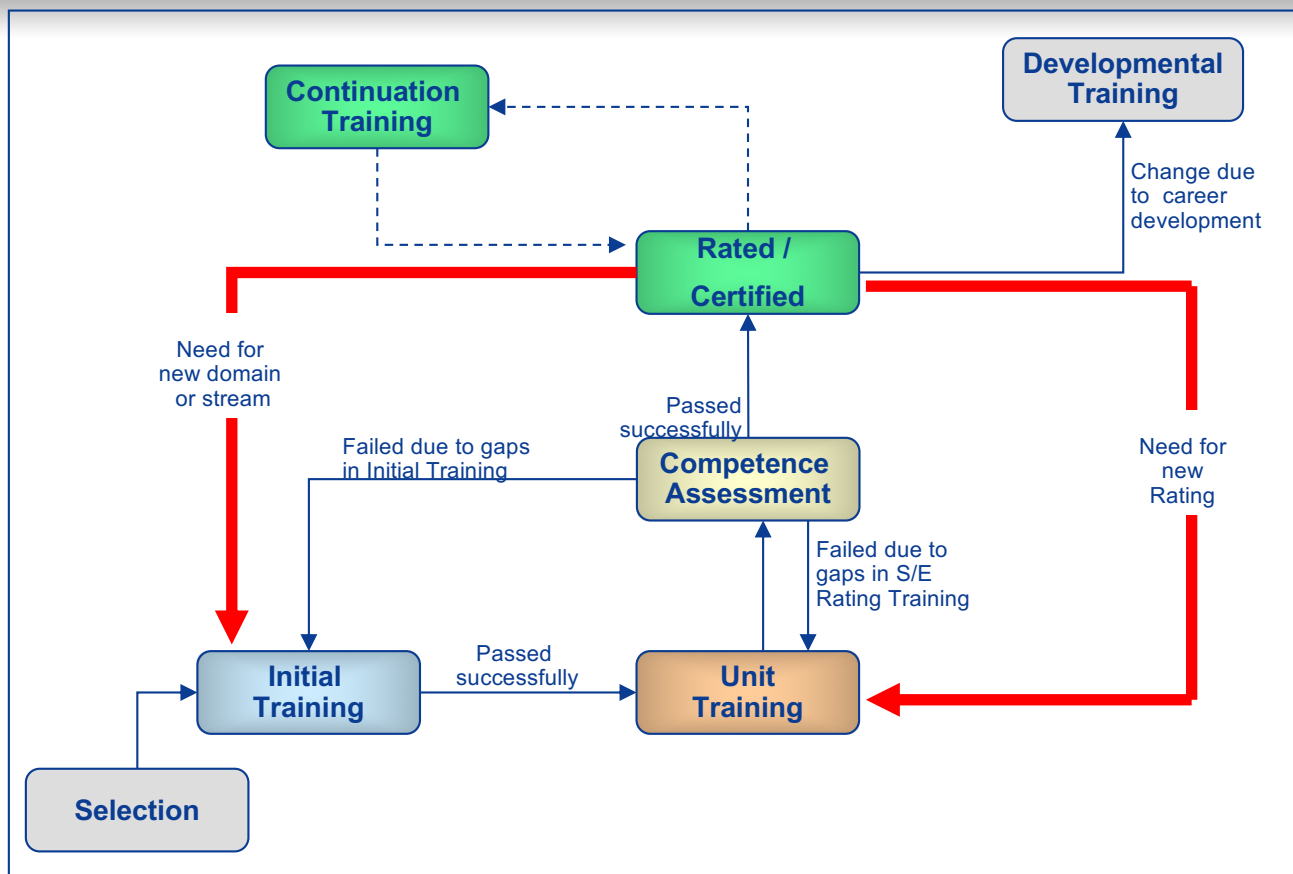 Continuation
Training
Developmental
Training
Change due
to career
development
Rated /
Certified
Need for
new domain
or stream
Passed
successfully
Failed due to gaps
in Initial Training
Competence
Assessment
Need for
new
Rating
Failed due to
gaps in S/E
Rating Training
Initial
Training
Passed
successfully
Unit
Training
Selection